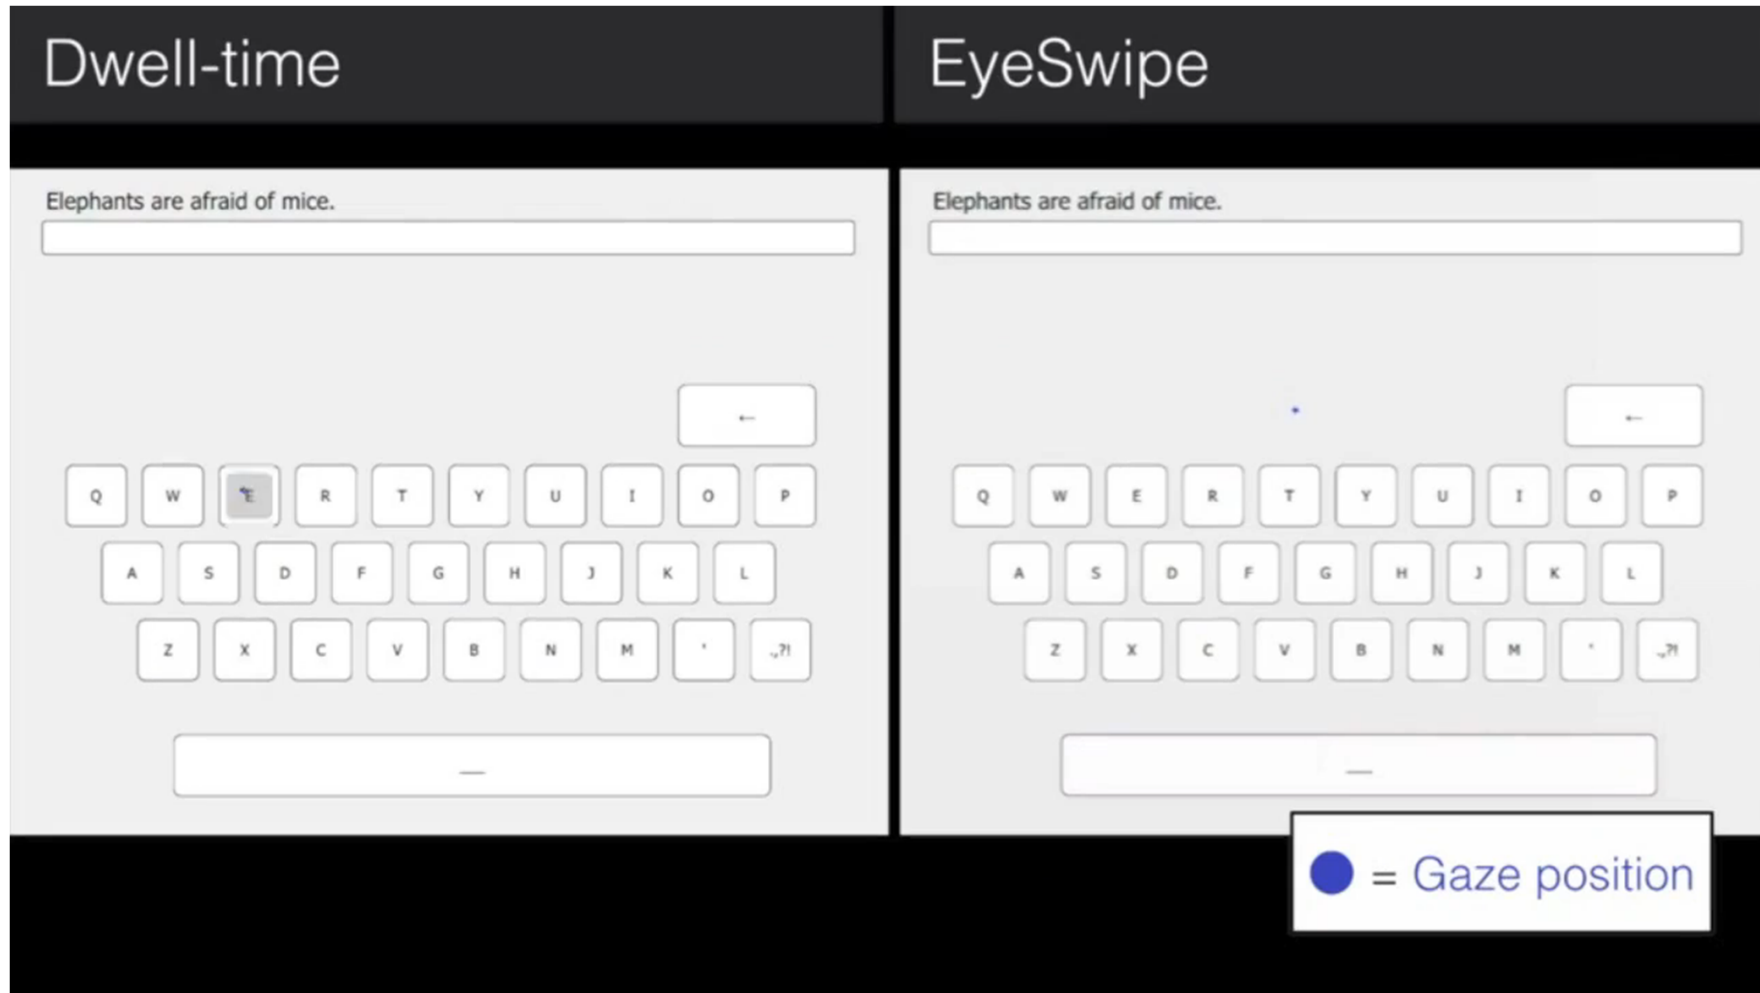 Dwell-time
Elephants are afraid of mice.
←
Q W E R T Y U I O P
A S D F G H J K L
Z X C V B N M ' .,?!
—
EyeSwipe
Elephants are afraid of mice.
←
Q W E R T Y U I O P
A S D F G H J K L
Z X C V B N M ' .,?!
—
= Gaze position